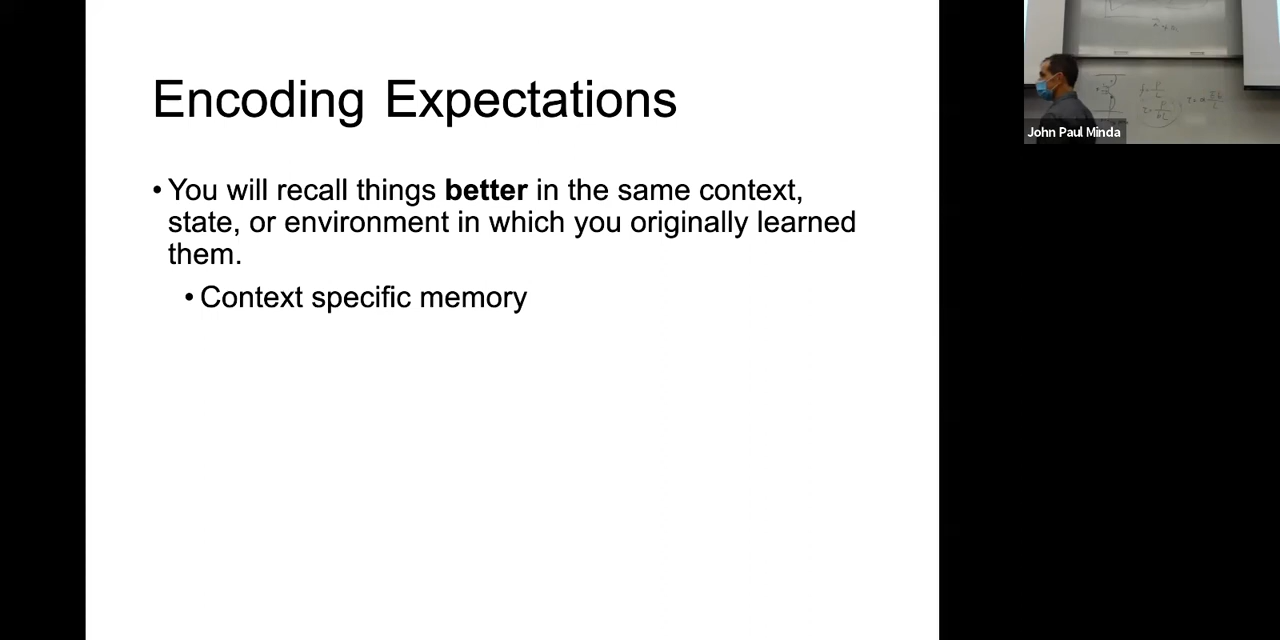 Encoding Expectations
• You will recall things better in the same context,
state, or environment in which you originally learned
them.
• Context specific memory
John Paul Minda